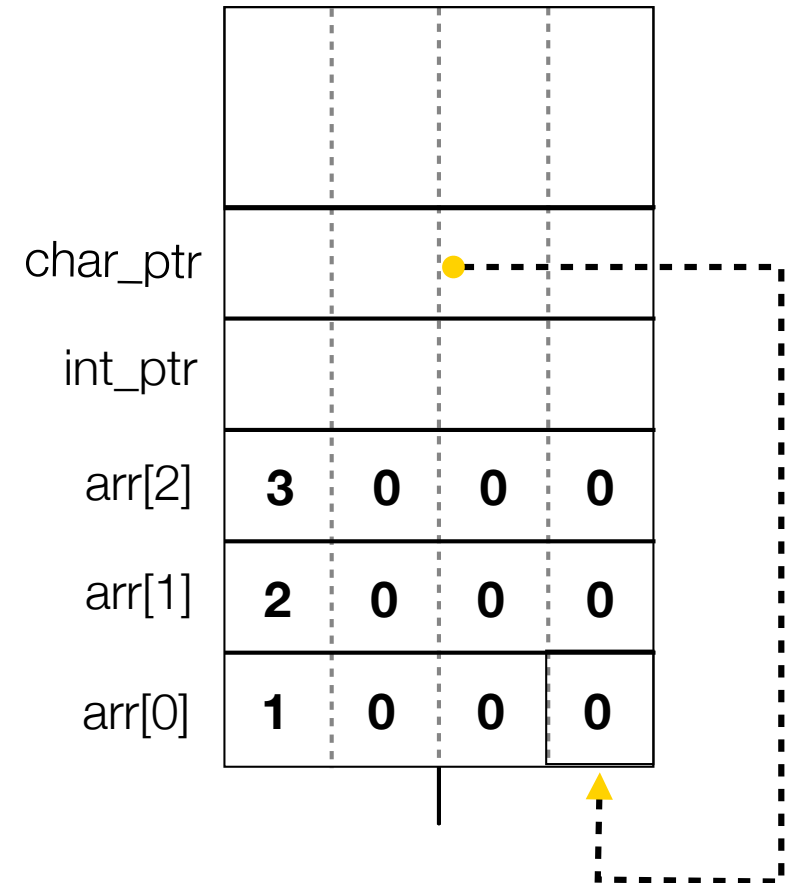 char_ptr
int_ptr
arr[2] 3 0 0 0
arr[1] 2 0 0 0
arr[0] 1 0 0 0